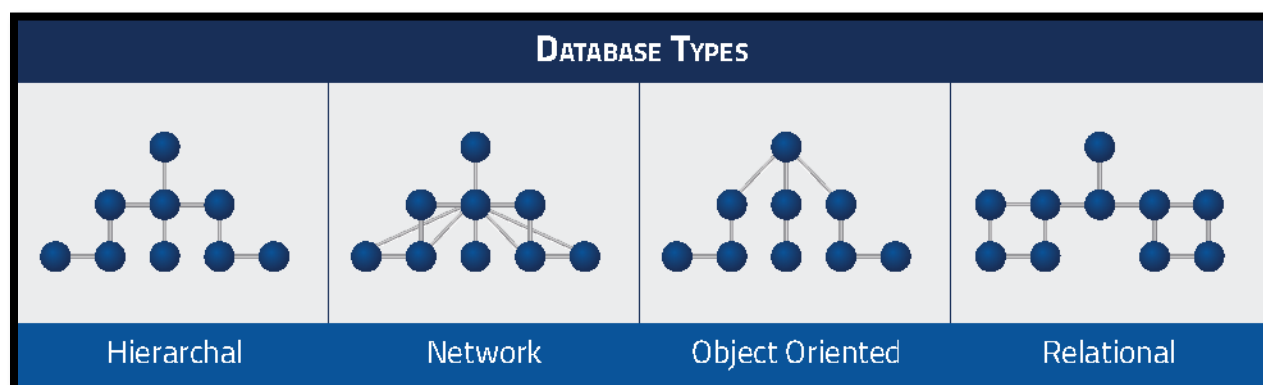 DATABASE TYPES
Hierarchal
Network
Object Oriented
Relational